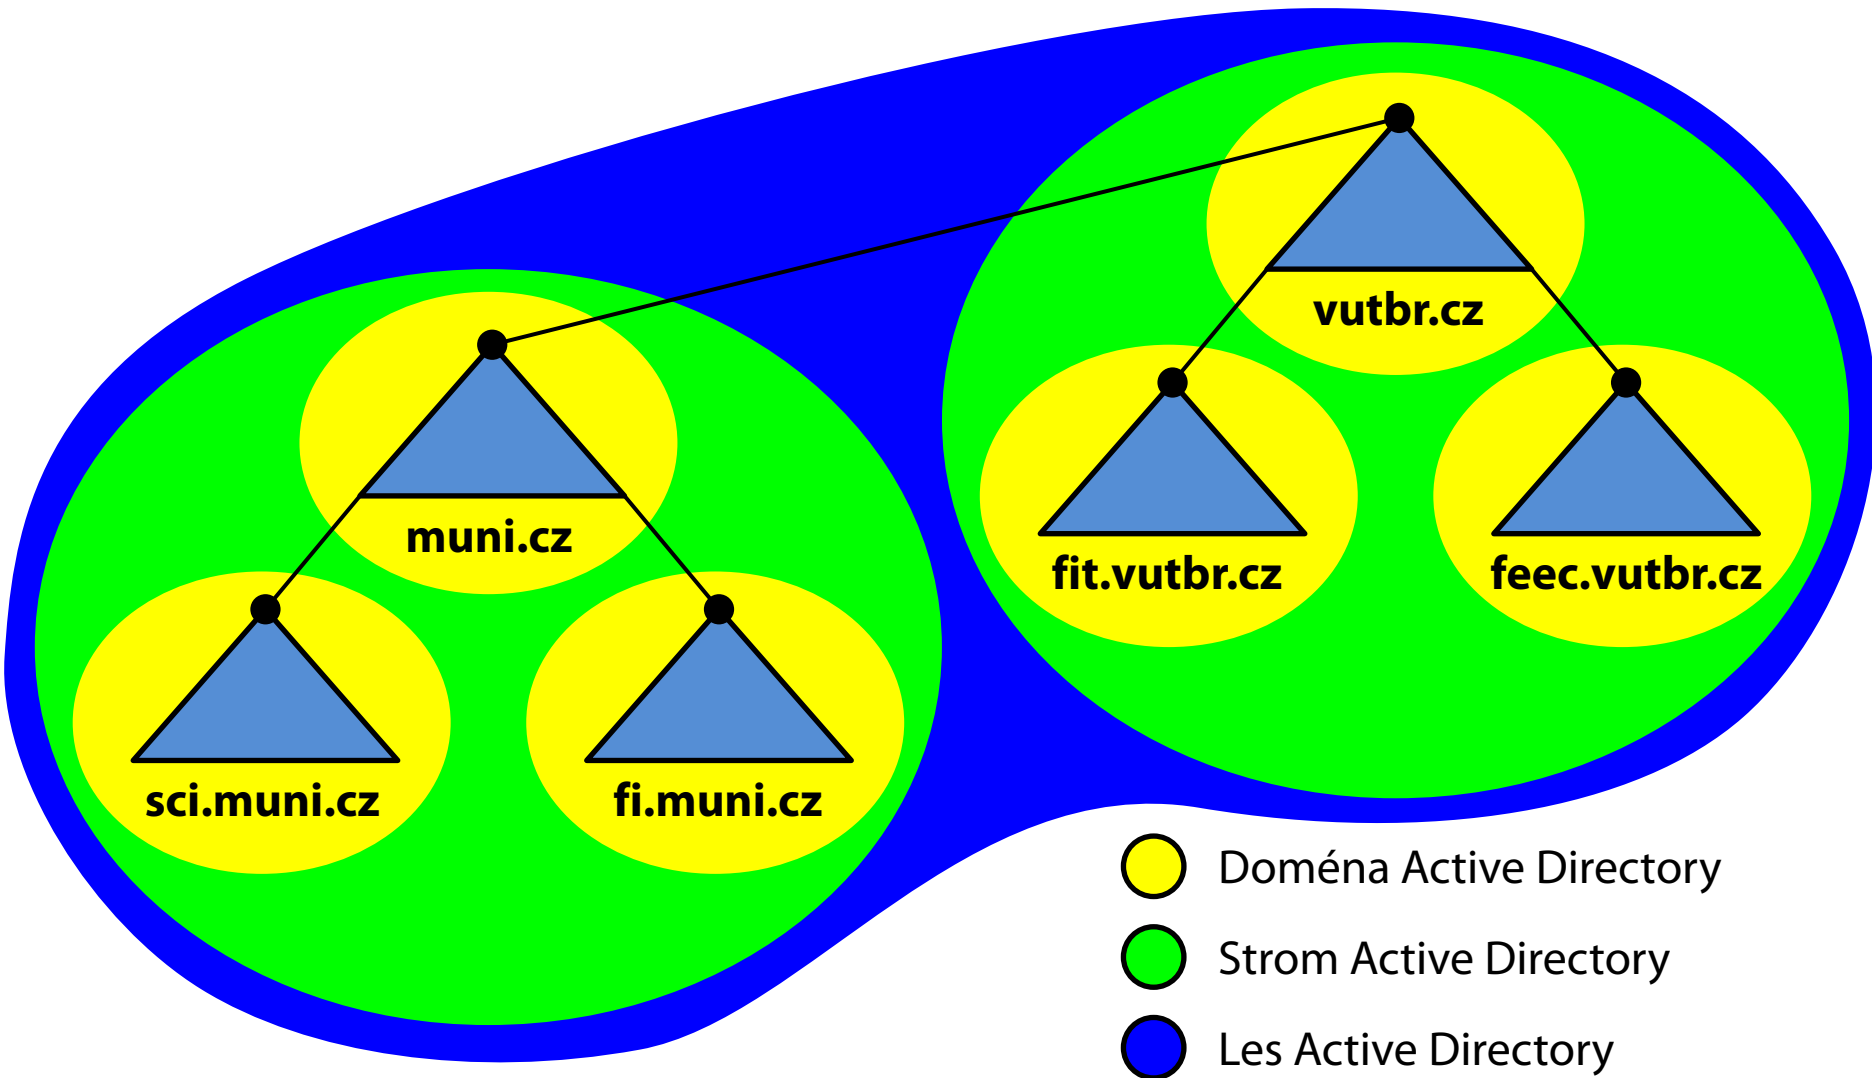 vutbr.cz
muni.cz
fit.vutbr.cz
feec.vutbr.cz
sci.muni.cz
fi.muni.cz
Doména Active Directory
Strom Active Directory
Les Active Directory